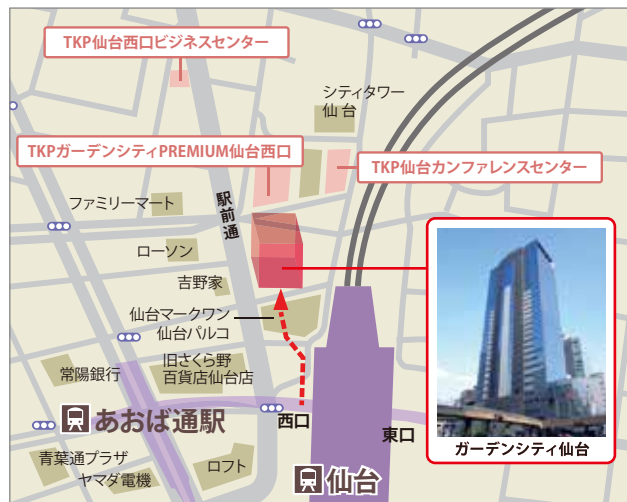 TKP仙台西口ビジネスセンター
シティタワー
仙 台
TKPガーデンシティPREMIUM仙台西口
TKP仙台カンファレンスセンター
ファミリーマート
駅前通
ローソン
吉野家
仙台マークワン
仙台パルコ
旧さくら野
百貨店仙台店
常陽銀行
あおば通駅
西口
東口
ガーデンシティ仙台
青葉通プラザ
ヤマダ電機
ロフト
仙台